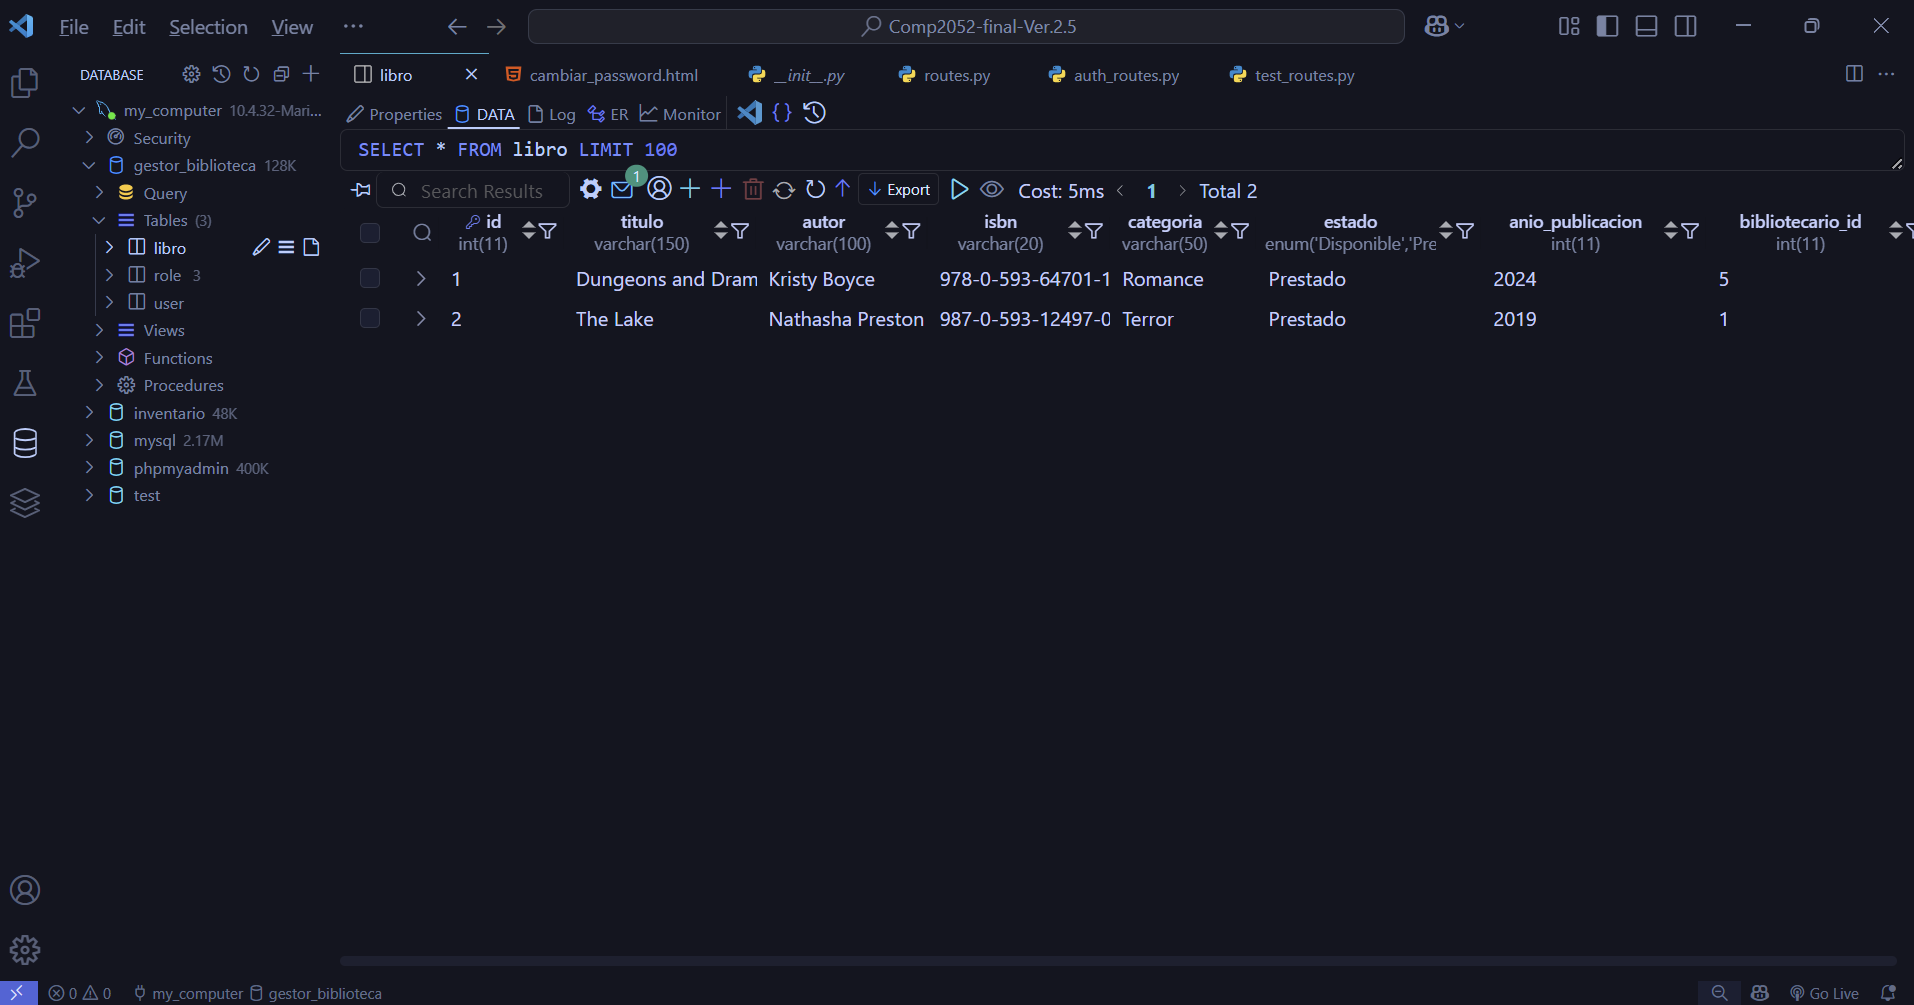 File Edit Selection View ··· Comp2052-final-Ver.2.5
DATABASE
my_computer 10.4.32-Mari...
Security
gestor_biblioteca 128K
Query
Tables (3)
libro
role 3
user
Views
Functions
Procedures
inventario 48K
mysql 2.17M
phpmyadmin 400K
test
libro cambiar_password.html __init__.py routes.py auth_routes.py test_routes.py
Properties DATA Log ER Monitor
SELECT * FROM libro LIMIT 100
Search Results 1 Export Cost: 5ms 1 Total 2
id titulo autor isbn categoria estado anio_publicacion bibliotecario_id
int(11) varchar(150) varchar(100) varchar(20) varchar(50) enum('Disponible','Pre int(11) int(11)
1 Dungeons and Dram Kristy Boyce 978-0-593-64701-1 Romance Prestado 2024 5
2 The Lake Nathasha Preston 987-0-593-12497-0 Terror Prestado 2019 1
0 0 my_computer gestor_biblioteca Go Live